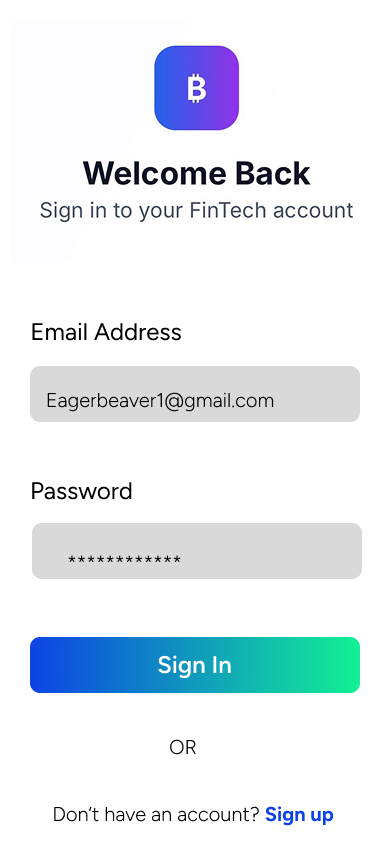 ₿
Welcome Back
Sign in to your FinTech account
Email Address
Eagerbeaver1@gmail.com
Password
************
Sign In
OR
Don’t have an account? Sign up